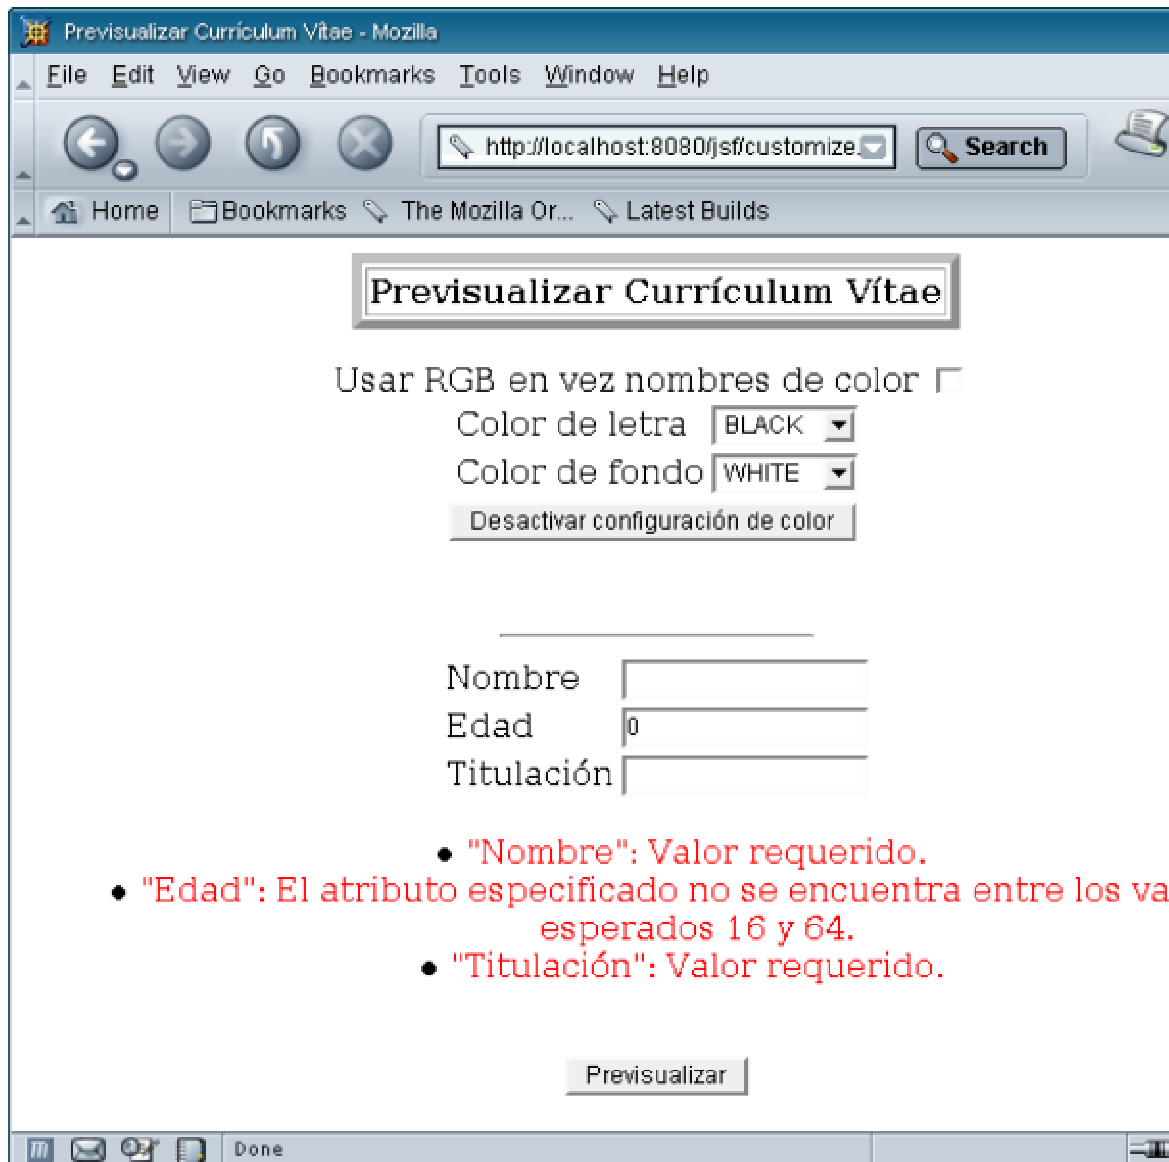 Previsualizar Currículum Vítae - Mozilla
File Edit View Go Bookmarks Tools Window Help
http://localhost:8080/jsf/customize. Search
Home Bookmarks The Mozilla Or... Latest Builds
Previsualizar Currículum Vítae
Usar RGB en vez nombres de color
Color de letra BLACK
Color de fondo WHITE
Desactivar configuración de color
Nombre
Edad 0
Titulación
• "Nombre": Valor requerido.
• "Edad": El atributo especificado no se encuentra entre los va
esperados 16 y 64.
• "Titulación": Valor requerido.
Previsualizar
Done